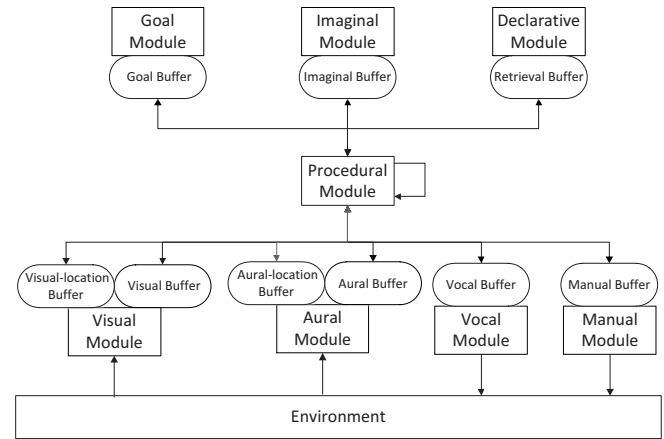 Goal
Module
Imaginal
Module
Declarative
Module
Goal Buffer
Imaginal Buffer
Retrieval Buffer
Procedural
Module
Visual-location
Buffer
Visual Buffer
Aural-location
Buffer
Aural Buffer
Vocal Buffer
Manual Buffer
Visual
Module
Aural
Module
Vocal
Module
Manual
Module
Environment